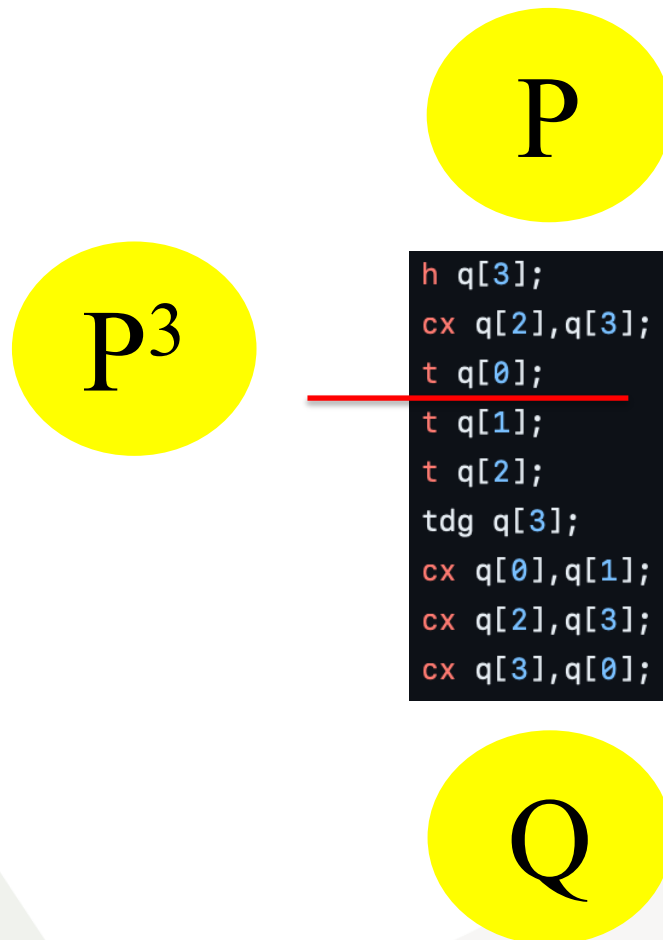 P
P³
h q[3];
cx q[2],q[3];
t q[0];
t q[1];
t q[2];
tdg q[3];
cx q[0],q[1];
cx q[2],q[3];
cx q[3],q[0];
Q